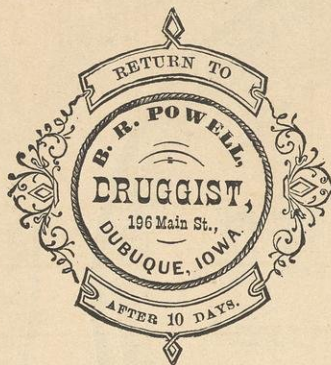 RETURN TO
B. R. POWELL,
DRUGGIST,
196 Main St.,
DUBUQUE, IOWA.
AFTER 10 DAYS.